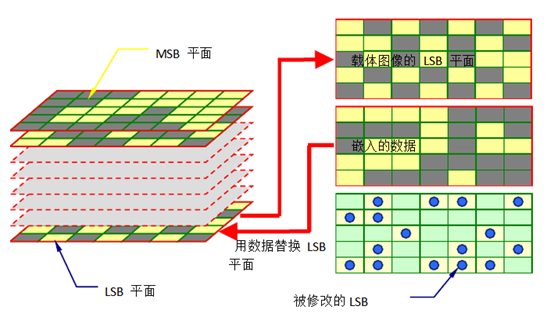 MSB 平面
载体图像的 LSB 平面
嵌入的数据
用数据替换 LSB
平面
LSB 平面
被修改的 LSB